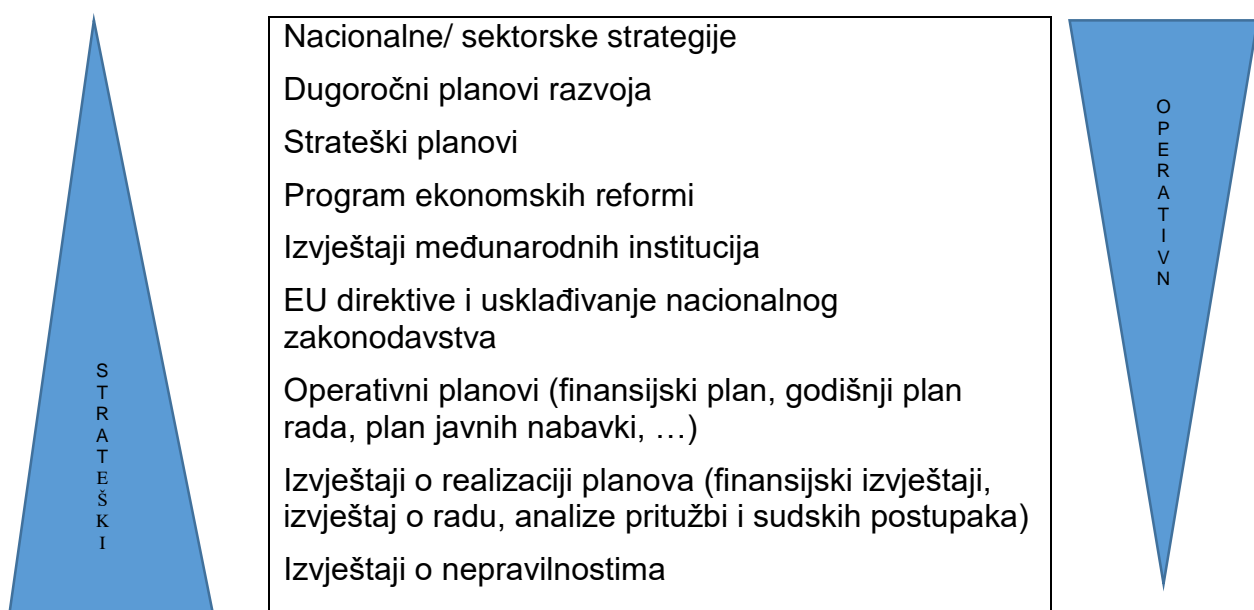 Nacionalne/ sektorske strategije
Dugoročni planovi razvoja
Strateški planovi
Program ekonomskih reformi
Izvještaji međunarodnih institucija
EU direktive i usklađivanje nacionalnog
zakonodavstva
Operativni planovi (finansijski plan, godišnji plan
rada, plan javnih nabavki, …)
Izvještaji o realizaciji planova (finansijski izvještaji,
izvještaj o radu, analize pritužbi i sudskih postupaka)
Izvještaji o nepravilnostima
STRATEŠKI
OPERATIVN